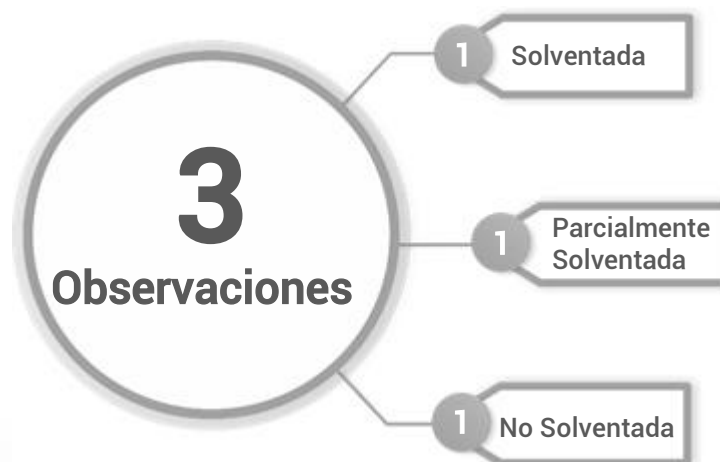 3
Observaciones
1
Solventada
1
Parcialmente
Solventada
1
No Solventada